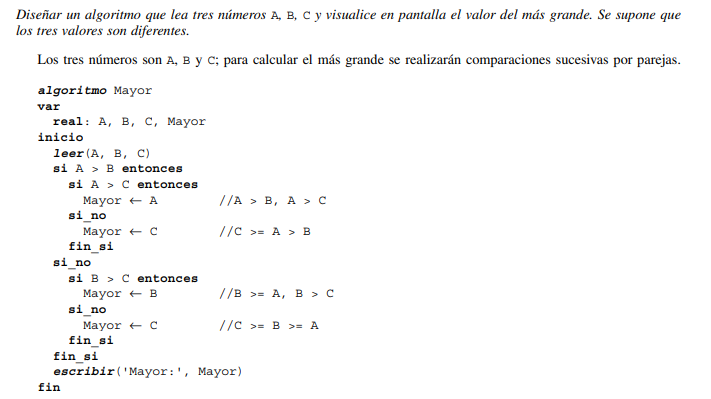 Diseñar un algoritmo que lea tres números A, B, C y visualice en pantalla el valor del más grande. Se supone que
los tres valores son diferentes.
Los tres números son A, B y C; para calcular el más grande se realizarán comparaciones sucesivas por parejas.
algoritmo Mayor
var
real: A, B, C, Mayor
inicio
leer(A, B, C)
si A > B entonces
si A > C entonces
Mayor ← A //A > B, A > C
si_no
Mayor ← C //C >= A > B
fin_si
si_no
si B > C entonces
Mayor ← B //B >= A, B > C
si_no
Mayor ← C //C >= B >= A
fin_si
fin_si
escribir('Mayor:', Mayor)
fin